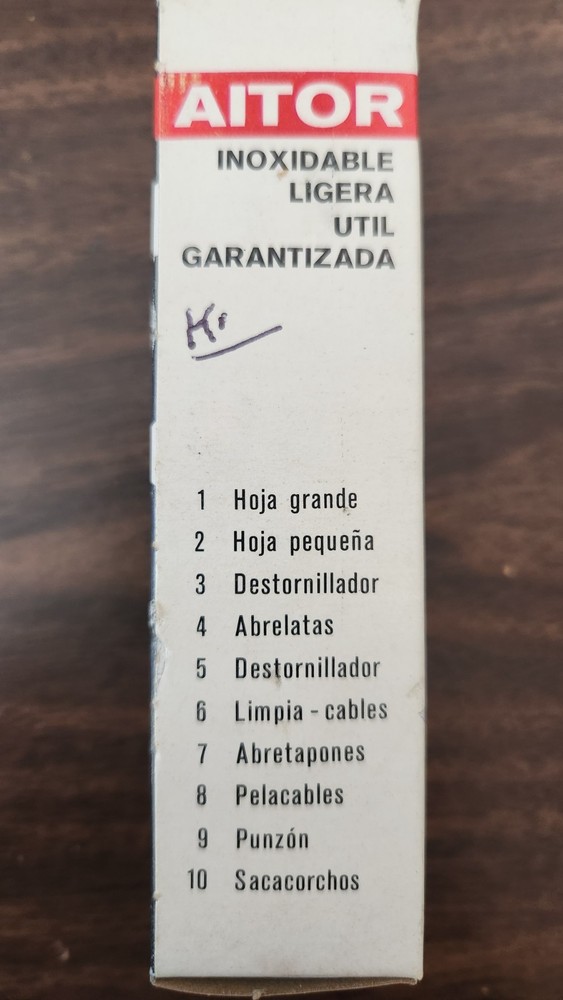 AITOR
INOXIDABLE
LIGERA
UTIL
GARANTIZADA
1 Hoja grande
2 Hoja pequeña
3 Destornillador
4 Abrelatas
5 Destornillador
6 Limpia - cables
7 Abretapones
8 Pelacables
9 Punzón
10 Sacacorchos